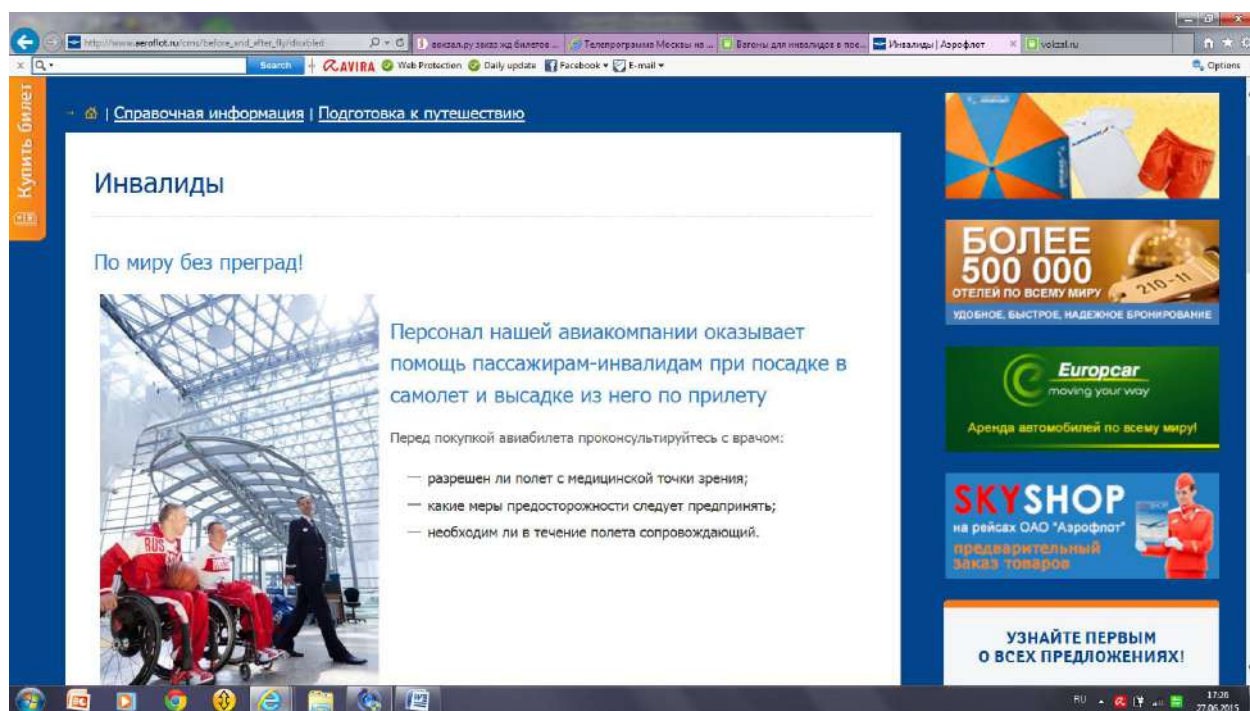 http://www.aeroflot.ru/cms/before_and_after_fly/disabled
вокзал.ру заказ жд билетов ...
Телепрограмма Москвы на ...
Вагоны для инвалидов в пое...
Инвалиды | Аэрофлот
vokzal.ru
Search
AVIRA
Web Protection
Daily update
Facebook
E-mail
Options
Купить билет
| Справочная информация | Подготовка к путешествию
Инвалиды
По миру без преград!
RUS
Персонал нашей авиакомпании оказывает
помощь пассажирам-инвалидам при посадке в
самолет и высадке из него по прилету
Перед покупкой авиабилета проконсультируйтесь с врачом:
— разрешен ли полет с медицинской точки зрения;
— какие меры предосторожности следует предпринять;
— необходим ли в течение полета сопровождающий.
БОЛЕЕ
500 000
ОТЕЛЕЙ ПО ВСЕМУ МИРУ
210-11
УДОБНОЕ, БЫСТРОЕ, НАДЕЖНОЕ БРОНИРОВАНИЕ
Europcar
moving your way
Аренда автомобилей по всему миру!
SKYSHOP
на рейсах ОАО "Аэрофлот"
предварительный
заказ товаров
УЗНАЙТЕ ПЕРВЫМ
О ВСЕХ ПРЕДЛОЖЕНИЯХ!
RU
17:26
27.06.2015